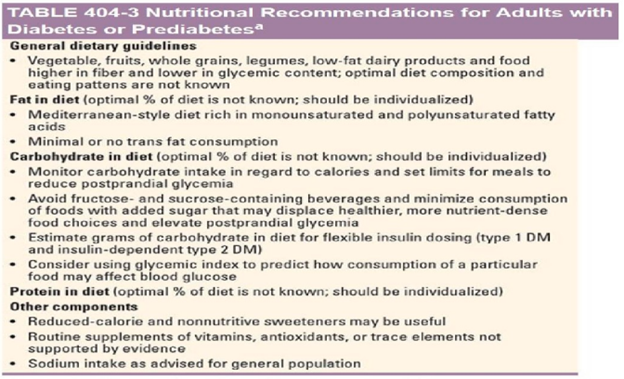 TABLE 404-3 Nutritional Recommendations for Adults with
Diabetes or Prediabetesa
General dietary guidelines
• Vegetable, fruits, whole grains, legumes, low-fat dairy products and food
higher in fiber and lower in glycemic content; optimal diet composition and
eating pattens are not known
Fat in diet (optimal % of diet is not known; should be individualized)
• Mediterranean-style diet rich in monounsaturated and polyunsaturated fatty
acids
• Minimal or no trans fat consumption
Carbohydrate in diet (optimal % of diet is not known; should be individualized)
• Monitor carbohydrate intake in regard to calories and set limits for meals to
reduce postprandial glycemia
• Avoid fructose- and sucrose-containing beverages and minimize consumption
of foods with added sugar that may displace healthier, more nutrient-dense
food choices and elevate postprandial glycemia
• Estimate grams of carbohydrate in diet for flexible insulin dosing (type 1 DM
and insulin-dependent type 2 DM)
• Consider using glycemic index to predict how consumption of a particular
food may affect blood glucose
Protein in diet (optimal % of diet is not known; should be individualized)
Other components
• Reduced-calorie and nonnutritive sweeteners may be useful
• Routine supplements of vitamins, antioxidants, or trace elements not
supported by evidence
• Sodium intake as advised for general population